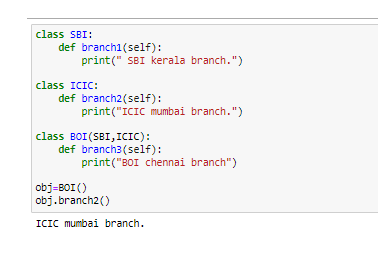 class SBI:
    def branch1(self):
        print(" SBI kerala branch.")
class ICIC:
    def branch2(self):
        print("ICIC mumbai branch.")
class BOI(SBI,ICIC):
    def branch3(self):
        print("BOI chennai branch")
obj=BOI()
obj.branch2()
ICIC mumbai branch.